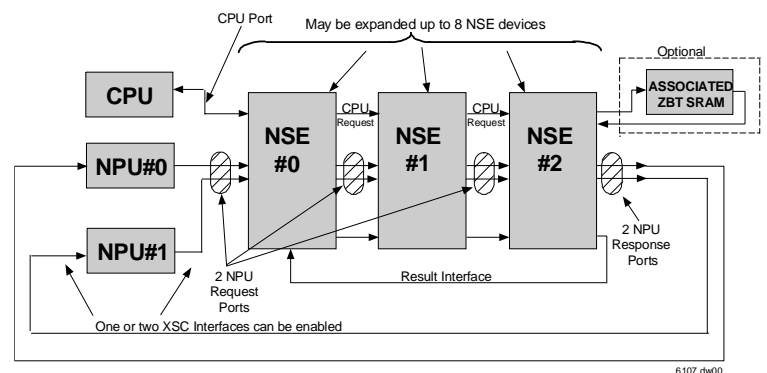 CPU Port
May be expanded up to 8 NSE devices
Optional
CPU
ASSOCIATED
ZBT SRAM
CPU
Request
CPU
Request
NSE
#0
NSE
#1
NSE
#2
NPU#0
NPU#1
2 NPU
Request
Ports
Result Interface
2 NPU
Response
Ports
One or two XSC Interfaces can be enabled
6107 dw00